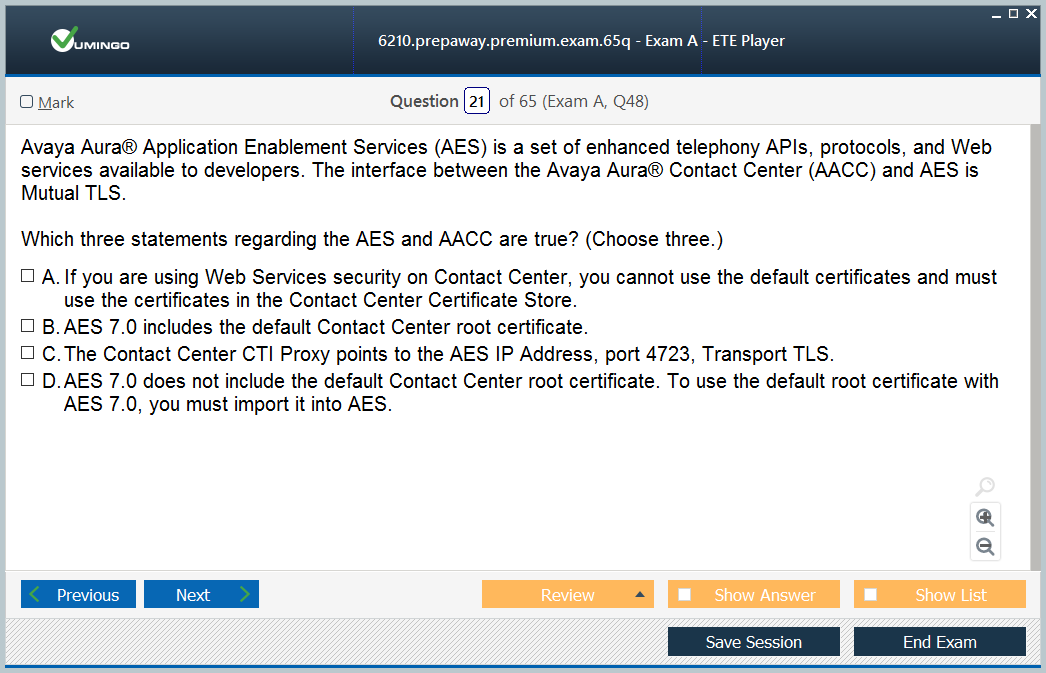 VUMINGO
6210.prepaway.premium.exam.65q - Exam A - ETE Player
Mark
Question 21 of 65 (Exam A, Q48)
Avaya Aura® Application Enablement Services (AES) is a set of enhanced telephony APIs, protocols, and Web
services available to developers. The interface between the Avaya Aura® Contact Center (AACC) and AES is
Mutual TLS.
Which three statements regarding the AES and AACC are true? (Choose three.)
A. If you are using Web Services security on Contact Center, you cannot use the default certificates and must
use the certificates in the Contact Center Certificate Store.
B. AES 7.0 includes the default Contact Center root certificate.
C. The Contact Center CTI Proxy points to the AES IP Address, port 4723, Transport TLS.
D. AES 7.0 does not include the default Contact Center root certificate. To use the default root certificate with
AES 7.0, you must import it into AES.
Previous
Next
Review
Show Answer
Show List
Save Session
End Exam